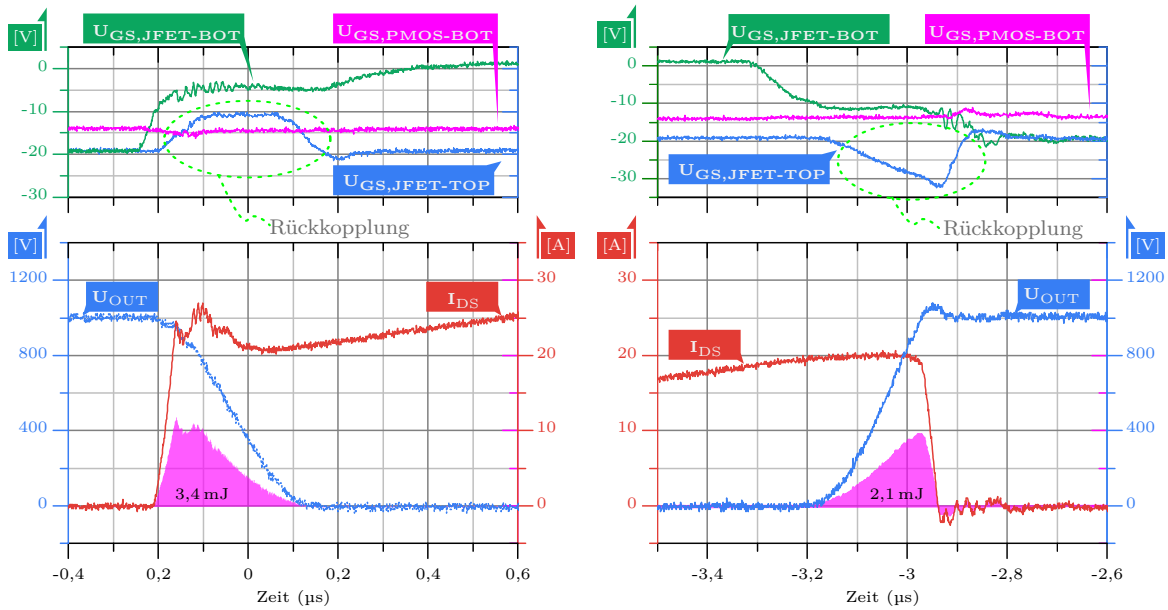 [V]
U_GS,JFET-BOT
U_GS,PMOS-BOT
0
-10
-20
-30
U_GS,JFET-TOP
Rückkopplung
[V]
[A]
1200
800
400
0
30
20
10
0
U_OUT
I_DS
3,4 mJ
-0,4
0,2
0
0,2
0,4
0,6
Zeit (µs)
[V]
U_GS,JFET-BOT
U_GS,PMOS-BOT
0
-10
-20
-30
U_GS,JFET-TOP
Rückkopplung
[A]
[V]
30
20
10
0
1200
800
400
0
U_OUT
I_DS
2,1 mJ
-3,4
-3,2
-3
-2,8
-2,6
Zeit (µs)